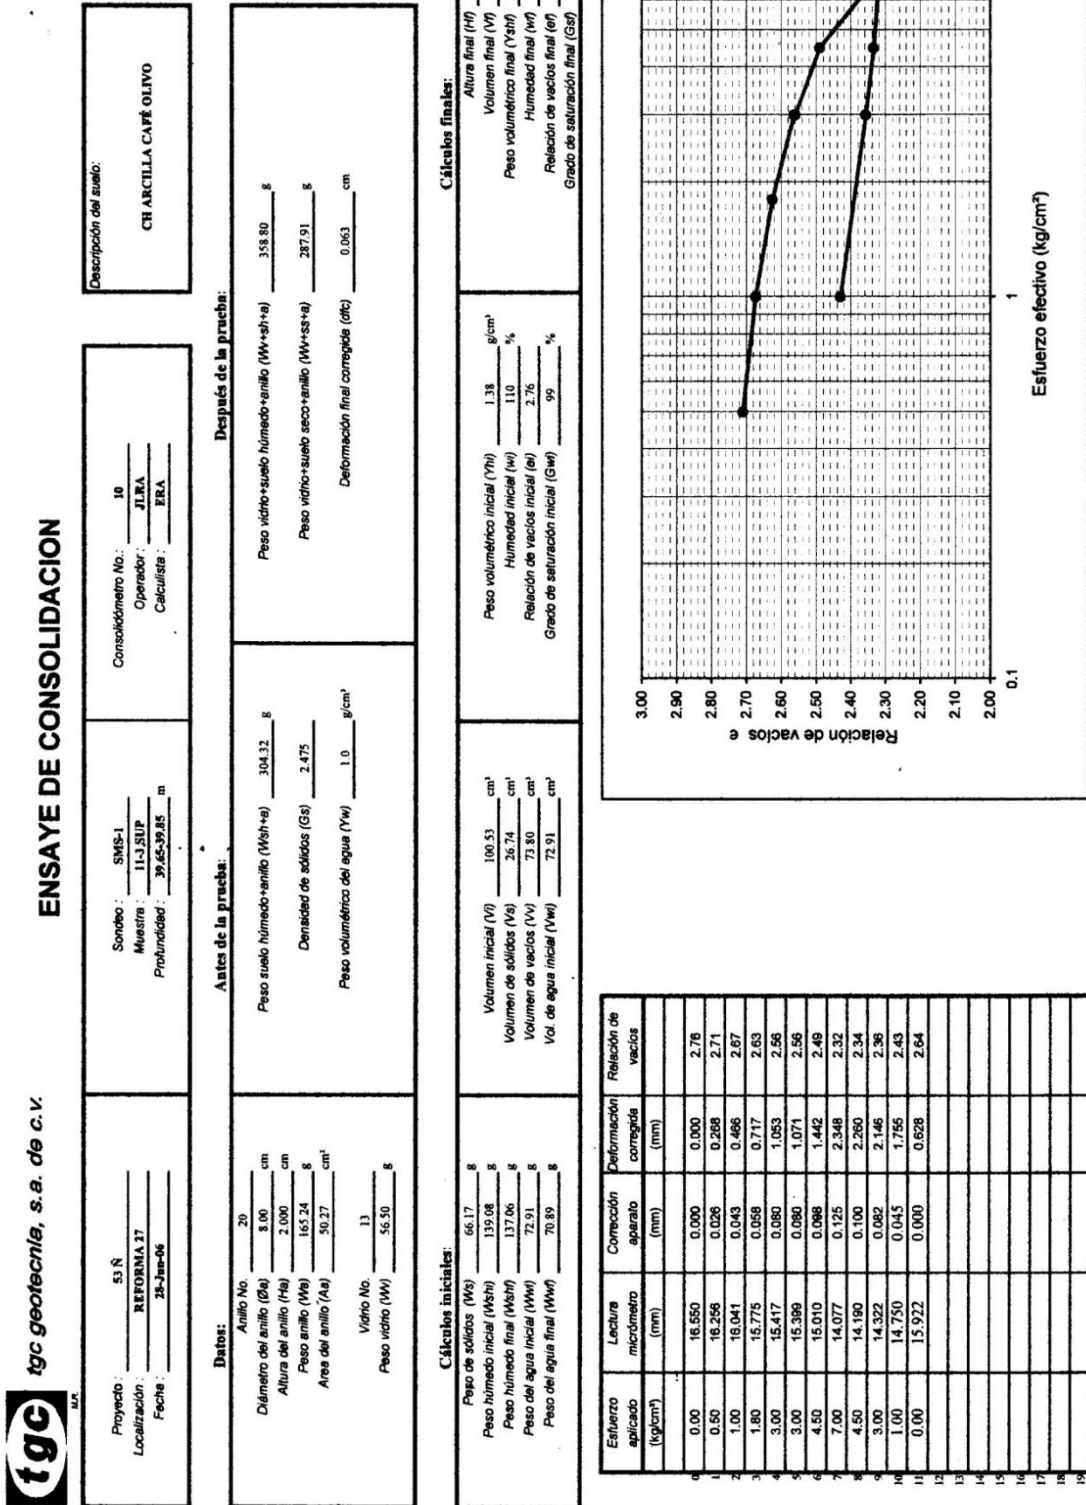 tgc tgc geotecnia, s.a. de c.v.
M.R.
ENSAYE DE CONSOLIDACION
Proyecto : 53 Ñ
Localización : REFORMA 27
Fecha : 28-Jun-06
Sondeo : SMS-1
Muestra : 11-3,SUP
Profundidad : 39.65-39.85 m
Consolidómetro No.: 10
Operador : JLRA
Calculista : ERA
Descripción del suelo:
CH ARCILLA CAFÉ OLIVO
Datos:
Antes de la prueba:
Después de la prueba:
Anillo No. 20
Diámetro del anillo (Øa) 8.00 cm
Altura del anillo (Ha) 2.000 cm
Peso anillo (Wa) 165.24 g
Area del anillo (Aa) 50.27 cm²
Vidrio No. 13
Peso vidrio (WV) 56.50 g
Peso suelo húmedo+anillo (Wsh+a) 304.32 g
Densidad de sólidos (Gs) 2.475
Peso volumétrico del agua (Yw) 1.0 g/cm³
Peso vidrio+suelo húmedo+anillo (Wv+sh+a) 358.80 g
Peso vidrio+suelo seco+anillo (Wv+ss+a) 287.91 g
Deformación final corregide (dfc) 0.063 cm
Cálculos iniciales:
Cálculos finales:
Peso de sólidos (Ws) 66.17 g
Peso húmedo inicial (Wshi) 139.08 g
Peso húmedo final (Wshf) 137.06 g
Peso del agua inicial (Wwi) 72.91 g
Peso del agua final (Wwf) 70.89 g
Volumen inicial (Vi) 100.53 cm³
Volumen de sólidos (Vs) 26.74 cm³
Volumen de vacíos (Vv) 73.80 cm³
Vol. de agua inicial (Vwi) 72.91 cm³
Peso volumétrico inicial (Yhi) 1.38 g/cm³
Humedad inicial (wi) 110 %
Relación de vacíos inicial (ei) 2.76
Grado de saturación inicial (Gwi) 99 %
Altura final (Hf)
Volumen final (Vf)
Peso volumétrico final (Yshf)
Humedad final (wf)
Relación de vacíos final (ef)
Grado de saturación final (Gsf)
Esfuerzo aplicado (kg/cm²) Lectura micrómetro (mm) Corrección aparato (mm) Deformación corregida (mm) Relación de vacíos
0 0.00 16.550 0.000 0.000 2.76
1 0.50 16.256 0.026 0.268 2.71
2 1.00 16.041 0.043 0.466 2.67
3 1.80 15.775 0.058 0.717 2.63
4 3.00 15.417 0.080 1.053 2.56
5 3.00 15.399 0.080 1.071 2.56
6 4.50 15.010 0.098 1.442 2.49
7 7.00 14.077 0.125 2.348 2.32
8 4.50 14.190 0.100 2.260 2.34
9 3.00 14.322 0.082 2.146 2.36
10 1.00 14.750 0.045 1.755 2.43
11 0.00 15.922 0.000 0.628 2.64
12
13
14
15
16
17
18
19
Relación de vacíos e
3.00
2.90
2.80
2.70
2.60
2.50
2.40
2.30
2.20
2.10
2.00
0.1 1
Esfuerzo efectivo (kg/cm²)